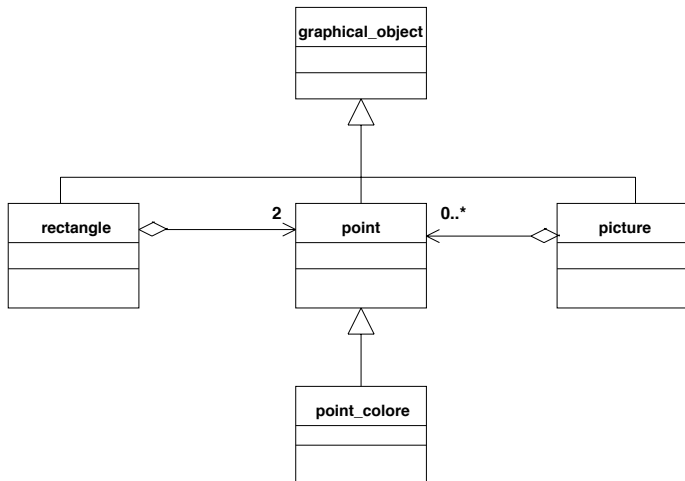 graphical_object
rectangle
2
point
0..*
picture
point_colore